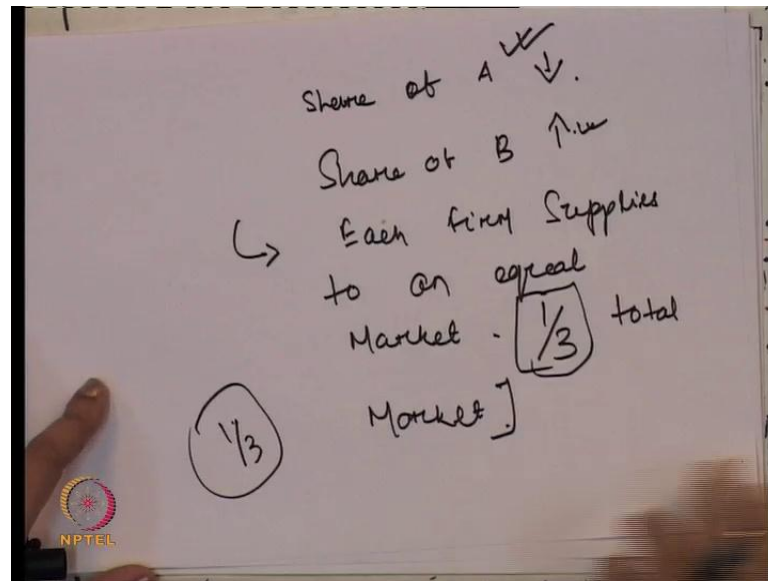 Share of A ↓.
Share of B ↑
↳ Each firm Supplies
to an equal
Market - 1/3 total
Market]
1/3
NPTEL